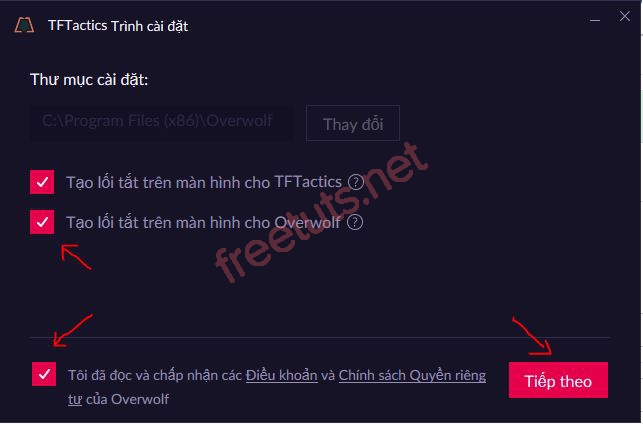 TFTactics Trình cài đặt
Thư mục cài đặt:
C:\Program Files (x86)\Overwolf
Thay đổi
Tạo lối tắt trên màn hình cho TFTactics ?
Tạo lối tắt trên màn hình cho Overwolf ?
freetuts.net
Tôi đã đọc và chấp nhận các Điều khoản và Chính sách Quyền riêng
tư của Overwolf
Tiếp theo